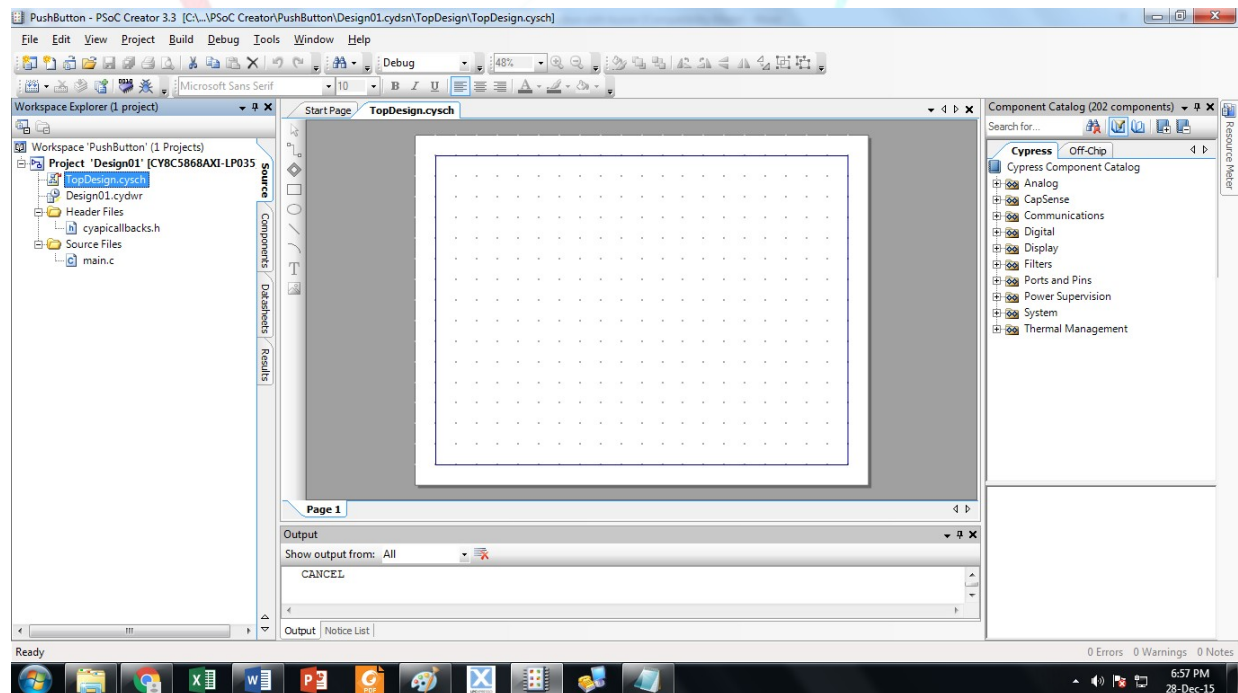 PushButton - PSoC Creator 3.3 [C:\...\PSoC Creator\PushButton\Design01.cydsn\TopDesign\TopDesign.cysch]
File Edit View Project Build Debug Tools Window Help
Debug 48%
Microsoft Sans Serif 10 B I U A
Workspace Explorer (1 project)
Workspace 'PushButton' (1 Projects)
Project 'Design01' [CY8C5868AXI-LP035
TopDesign.cysch
Design01.cydwr
Header Files
cyapicallbacks.h
Source Files
main.c
Source
Components
Datasheets
Results
Start Page TopDesign.cysch
T
Page 1
Output
Show output from: All
CANCEL
Output Notice List
Component Catalog (202 components)
Search for...
Cypress Off-Chip
Cypress Component Catalog
Analog
CapSense
Communications
Digital
Display
Filters
Ports and Pins
Power Supervision
System
Thermal Management
Resource Meter
Ready
0 Errors 0 Warnings 0 Notes
6:57 PM
28-Dec-15